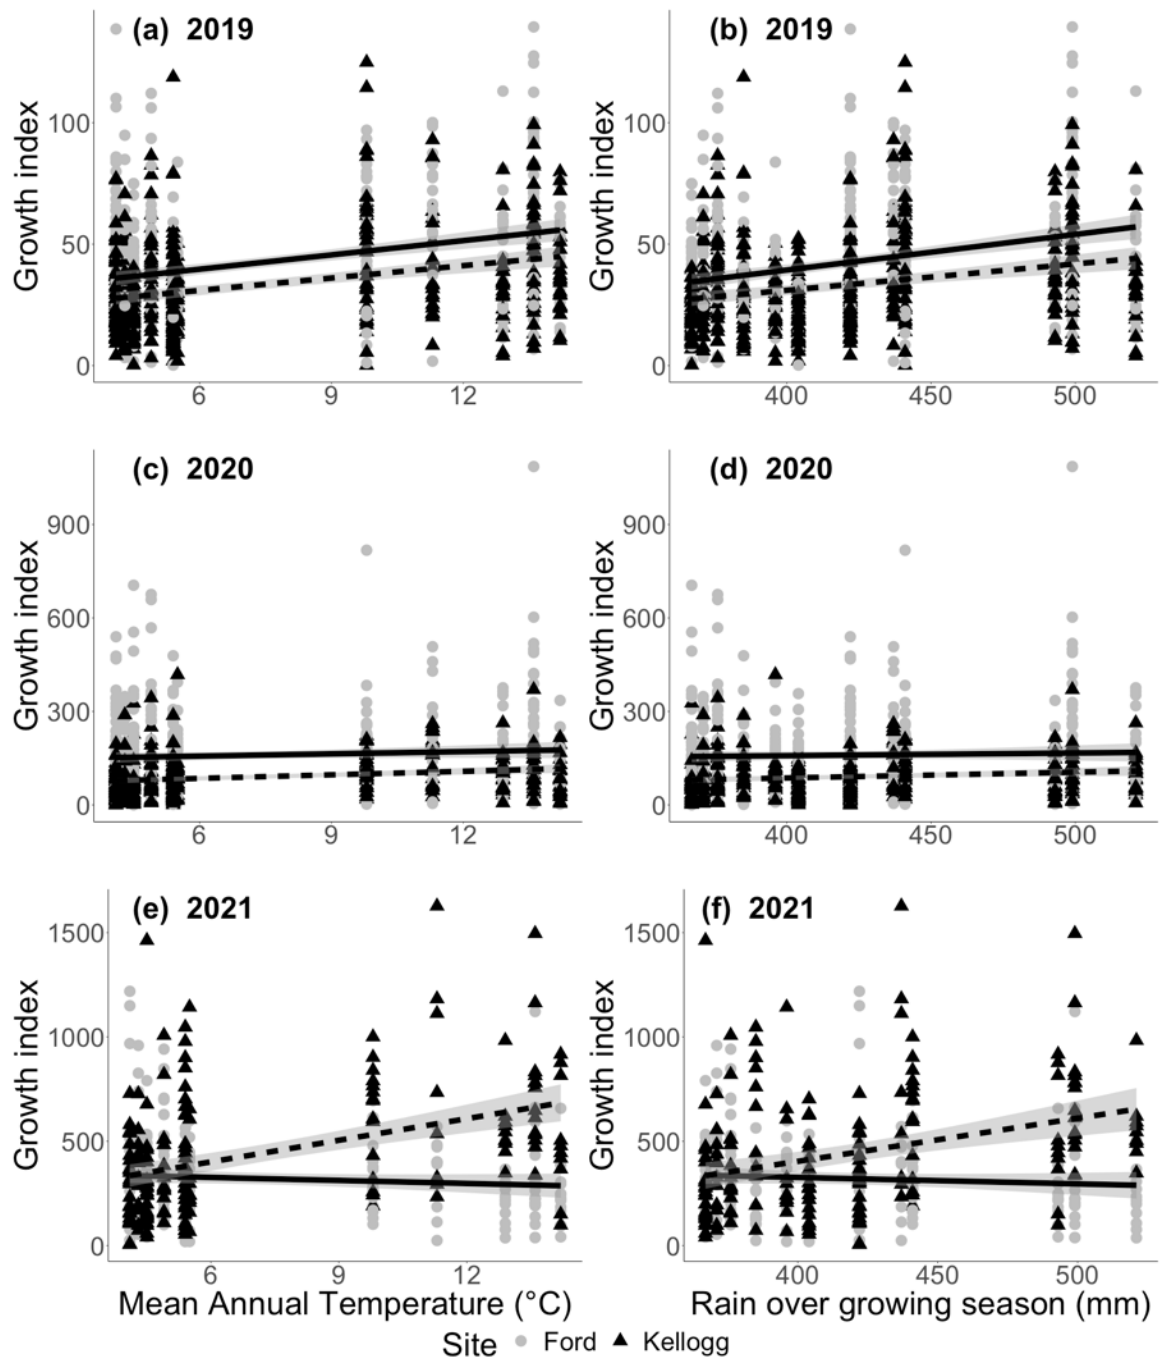 (a) 2019
(b) 2019
Growth index
100
50
0
6 9 12
Growth index
100
50
0
400 450 500
(c) 2020
(d) 2020
Growth index
900
600
300
0
6 9 12
Growth index
900
600
300
0
400 450 500
(e) 2021
(f) 2021
Growth index
1500
1000
500
0
6 9 12
Growth index
1500
1000
500
0
400 450 500
Mean Annual Temperature (°C)
Rain over growing season (mm)
Site Ford Kellogg